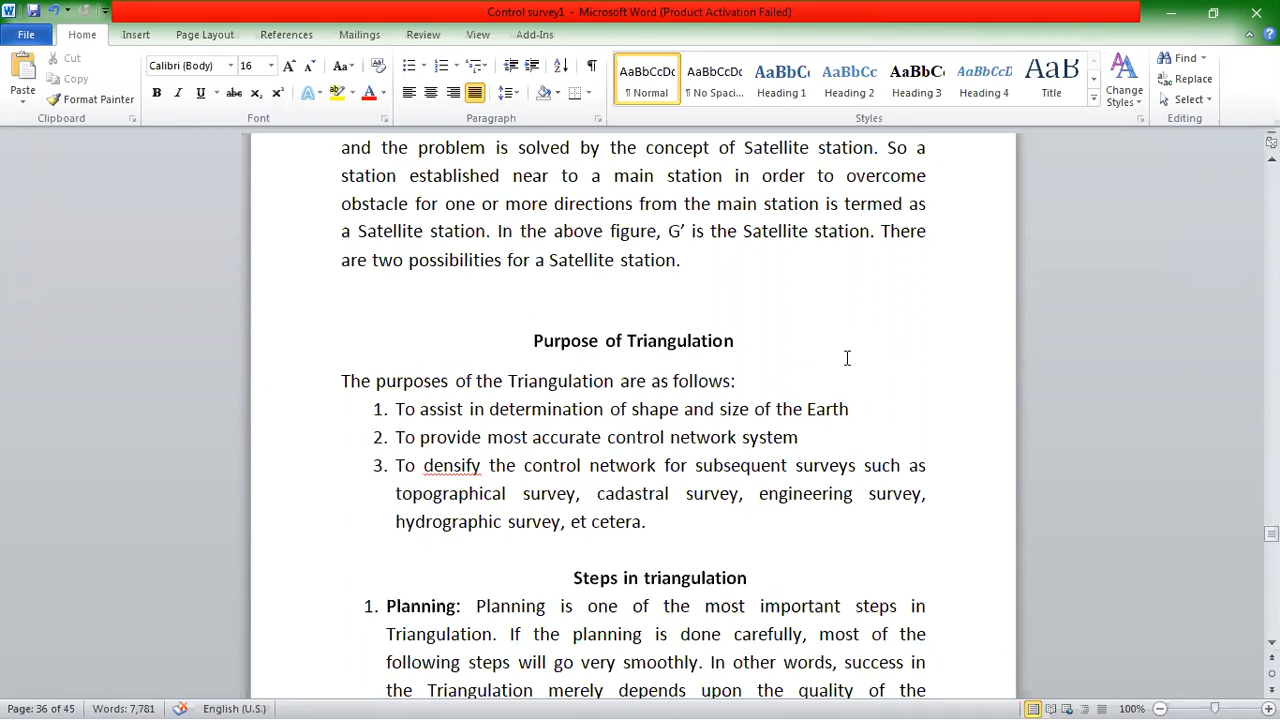 Control survey1 - Microsoft Word (Product Activation Failed)
File Home Insert Page Layout References Mailings Review View Add-Ins
Paste
Cut
Copy
Format Painter
Clipboard
Calibri (Body) 16
Font
Paragraph
AaBbCcDc AaBbCcDc AaBbC AaBbCc AaBbCc AaBbCcDc AaBb
¶ Normal ¶ No Spaci... Heading 1 Heading 2 Heading 3 Heading 4 Title
Change Styles
Styles
Find
Replace
Select
Editing
and the problem is solved by the concept of Satellite station. So a
station established near to a main station in order to overcome
obstacle for one or more directions from the main station is termed as
a Satellite station. In the above figure, G’ is the Satellite station. There
are two possibilities for a Satellite station.
Purpose of Triangulation
The purposes of the Triangulation are as follows:
1. To assist in determination of shape and size of the Earth
2. To provide most accurate control network system
3. To densify the control network for subsequent surveys such as
topographical survey, cadastral survey, engineering survey,
hydrographic survey, et cetera.
Steps in triangulation
1. Planning: Planning is one of the most important steps in
Triangulation. If the planning is done carefully, most of the
following steps will go very smoothly. In other words, success in
the Triangulation merely depends upon the quality of the
Page: 36 of 45 Words: 7,781 English (U.S.) 100%